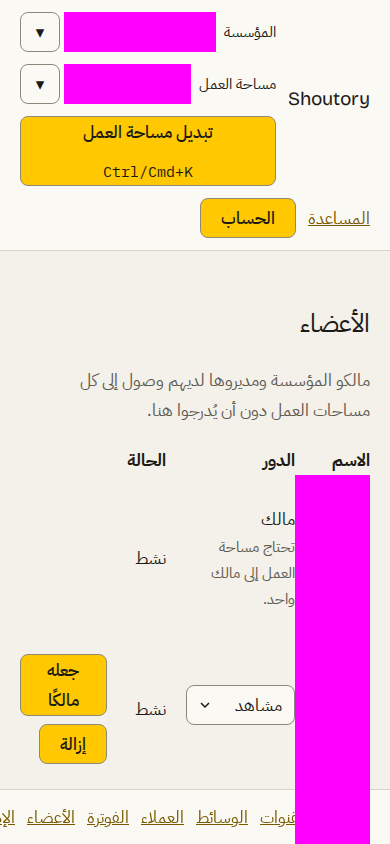 Shoutory
المؤسسة
▼
مساحة العمل
▼
تبديل مساحة العمل
Ctrl/Cmd+K
المساعدة
الحساب
الأعضاء
مالكو المؤسسة ومديروها لديهم وصول إلى كل
مساحات العمل دون أن يُدرجوا هنا.
الاسم الدور الحالة
مالك
تحتاج مساحة
العمل إلى مالك
واحد.
نشط
مشاهد
نشط
جعله
مالكًا
إزالة
الوسائط العملاء الفوترة الأعضاء